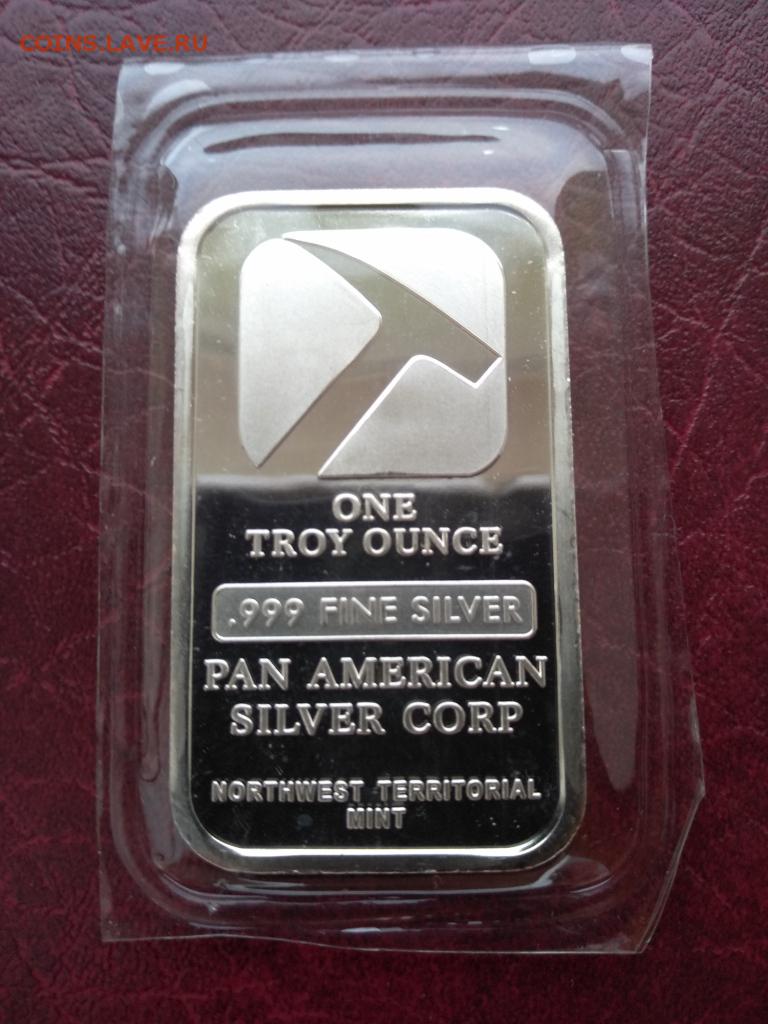 COINS.LAVE.RU
ONE
TROY OUNCE
.999 FINE SILVER
PAN AMERICAN
SILVER CORP
NORTHWEST TERRITORIAL
MINT